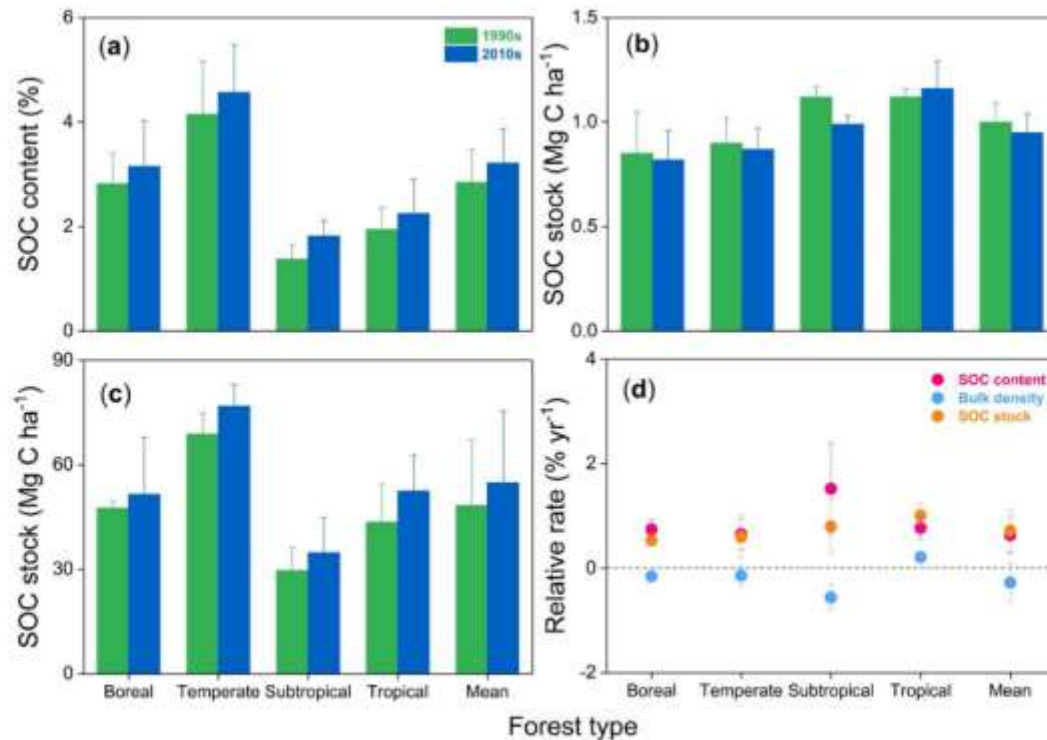 (a)
1990s
2010s
SOC content (%)
6
4
2
0
(b)
SOC stock (Mg C ha⁻¹)
1.5
1.0
0.5
0.0
(c)
SOC stock (Mg C ha⁻¹)
90
60
30
0
Boreal Temperate Subtropical Tropical Mean
(d)
SOC content
Bulk density
SOC stock
Relative rate (% yr⁻¹)
4
2
0
-2
Boreal Temperate Subtropical Tropical Mean
Forest type